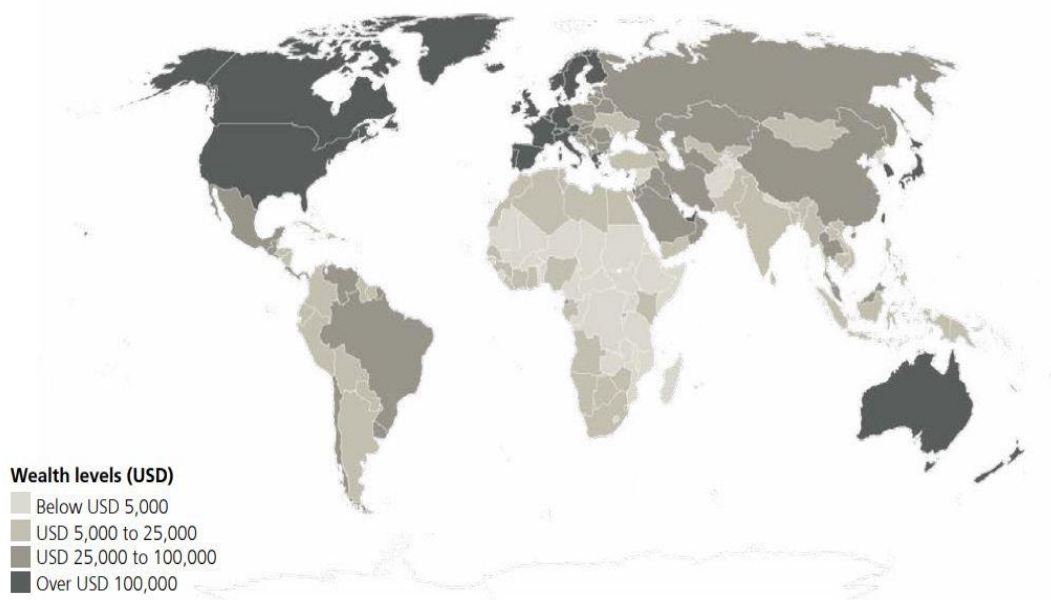 Wealth levels (USD)
Below USD 5,000
USD 5,000 to 25,000
USD 25,000 to 100,000
Over USD 100,000